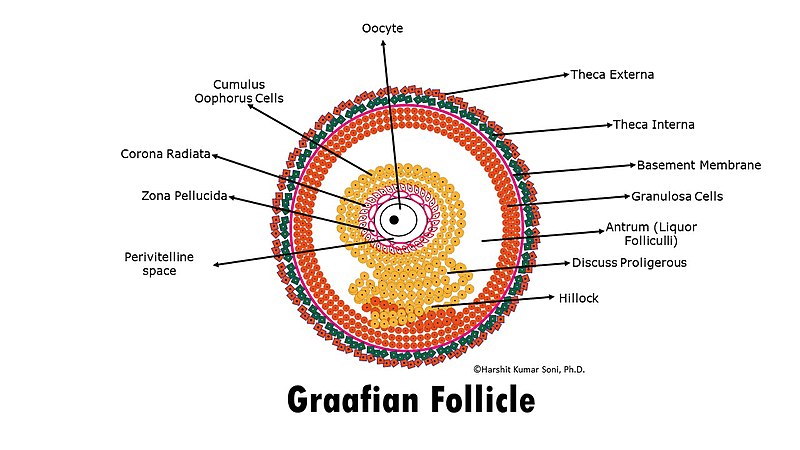 Oocyte
Cumulus
Oophorus Cells
Corona Radiata
Zona Pellucida
Perivitelline
space
Theca Externa
Theca Interna
Basement Membrane
Granulosa Cells
Antrum (Liquor
Folliculli)
Discuss Proligerous
Hillock
©Harshit Kumar Soni, Ph.D.
Graafian Follicle